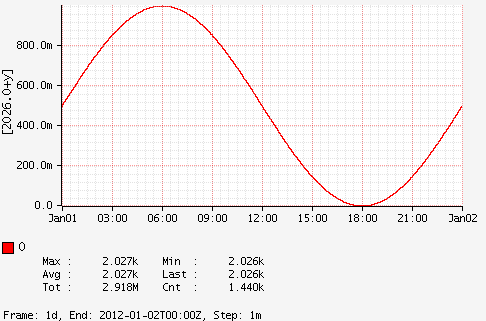 [2026.0+y]
800.0m
600.0m
400.0m
200.0m
0.0
Jan01 03:00 06:00 09:00 12:00 15:00 18:00 21:00 Jan02
0
Max : 2.027k Min : 2.026k
Avg : 2.027k Last : 2.026k
Tot : 2.918M Cnt : 1.440k
Frame: 1d, End: 2012-01-02T00:00Z, Step: 1m